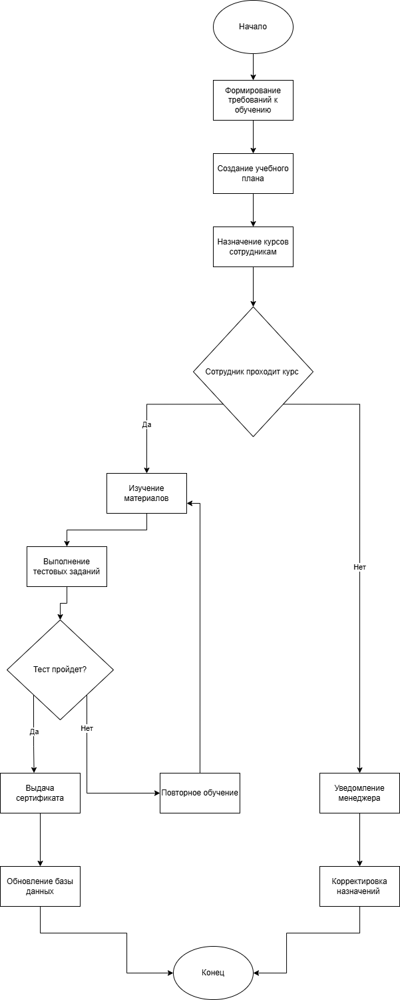 Начало
Формирование
требований к
обучению
Создание учебного
плана
Назначение курсов
сотрудникам
Сотрудник проходит курс
Да
Изучение
материалов
Выполнение
тестовых заданий
Нет
Тест пройдет?
Да
Нет
Выдача
сертификата
Повторное обучение
Уведомление
менеджера
Обновление базы
данных
Корректировка
назначений
Конец